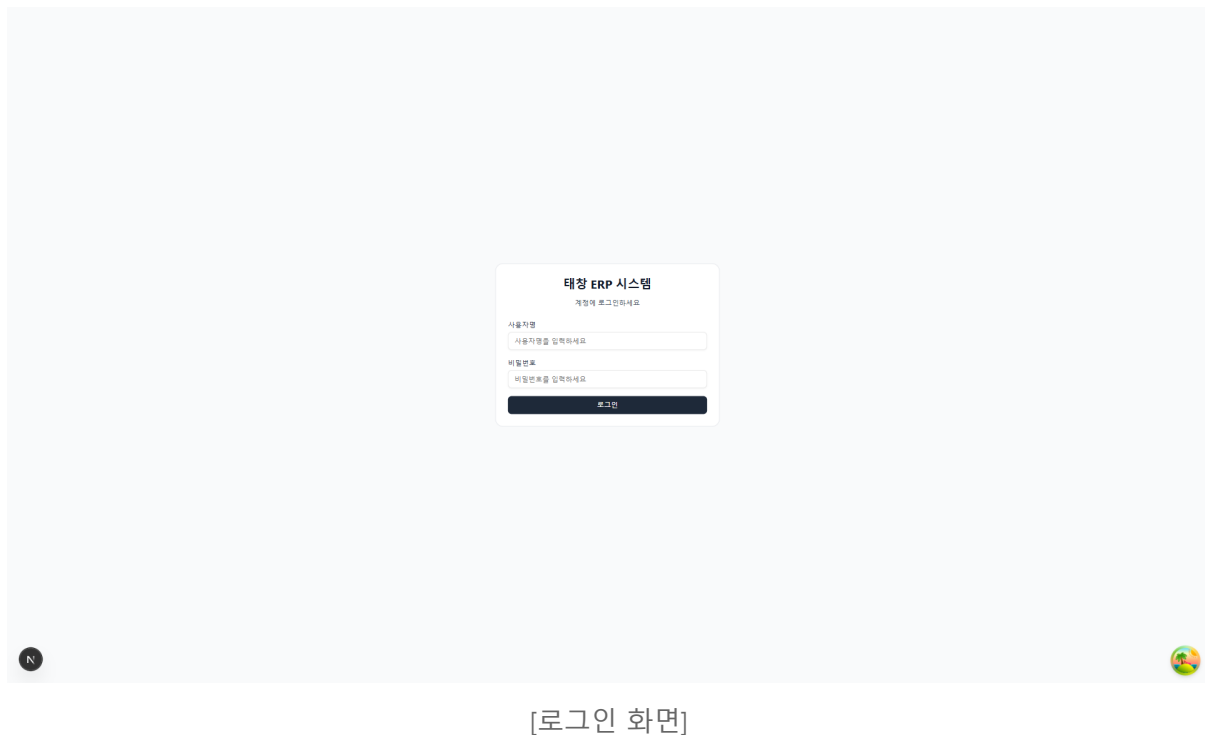 태창 ERP 시스템
계정에 로그인하세요
사용자명
사용자명을 입력하세요
비밀번호
비밀번호를 입력하세요
로그인
N
[로그인 화면]